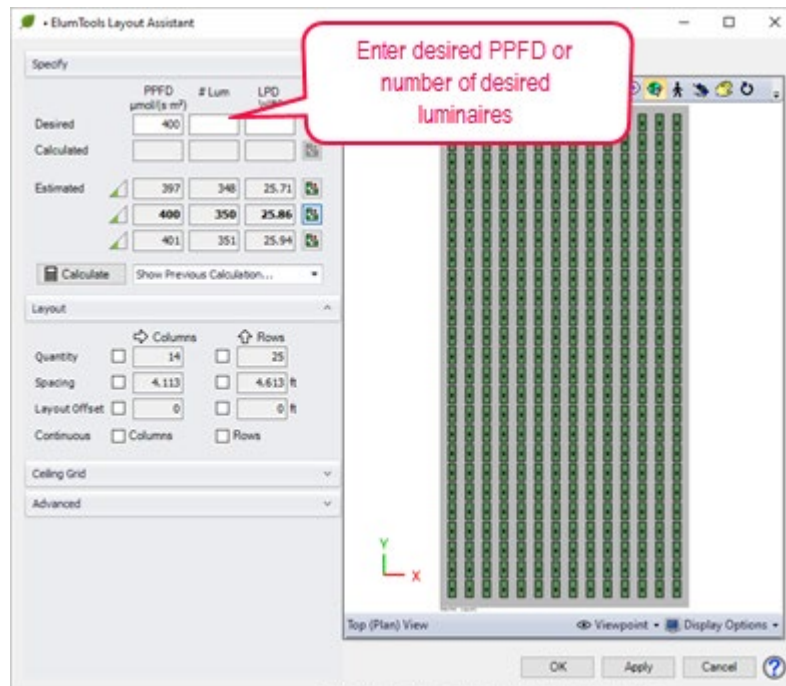 ElumTools Layout Assistant
Specify
Enter desired PPFD or
number of desired
luminaires
PPFD # Lum LPD
µmol/(s m²)
Desired 400
Calculated
Estimated 397 348 25.71
400 350 25.86
401 351 25.94
Calculate Show Previous Calculation...
Layout
Columns Rows
Quantity 14 25
Spacing 4.113 4.613 ft
Layout Offset 0 0 ft
Continuous Columns Rows
Ceiling Grid
Advanced
Y
X
Top (Plan) View Viewpoint Display Options
OK Apply Cancel ?